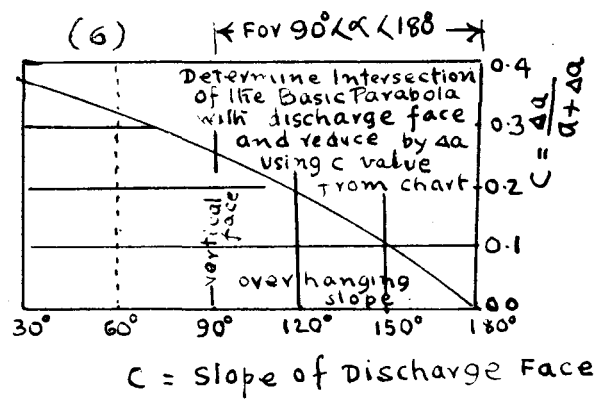 (6)
For 90°<α<180°
Determine Intersection
of the Basic Parabola
with discharge face
and reduce by Δa
using c value
from chart
0.4
0.3
0.2
0.1
0.0
C = Δa / a + Δa
vertical
face
over hanging
slope
30° 60° 90° 120° 150° 180°
C = Slope of Discharge Face